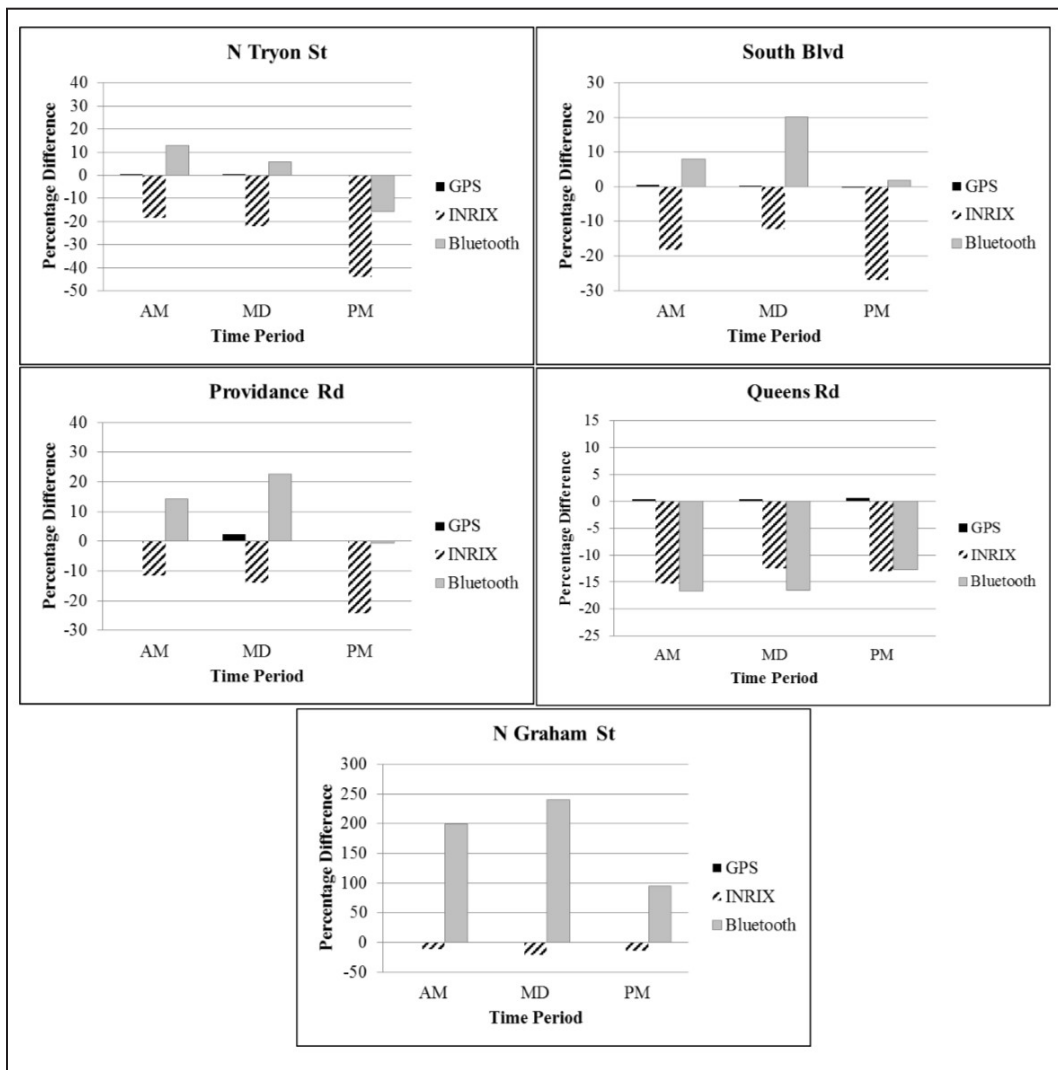 N Tryon St
Percentage Difference
40
30
20
10
0
-10
-20
-30
-40
-50
AM MD PM
Time Period
GPS
INRIX
Bluetooth
South Blvd
Percentage Difference
30
20
10
0
-10
-20
-30
AM MD PM
Time Period
GPS
INRIX
Bluetooth
Providance Rd
Percentage Difference
40
30
20
10
0
-10
-20
-30
AM MD PM
Time Period
GPS
INRIX
Bluetooth
Queens Rd
Percentage Difference
15
10
5
0
-5
-10
-15
-20
-25
AM MD PM
Time Period
GPS
INRIX
Bluetooth
N Graham St
Percentage Difference
300
250
200
150
100
50
0
-50
AM MD PM
Time Period
GPS
INRIX
Bluetooth